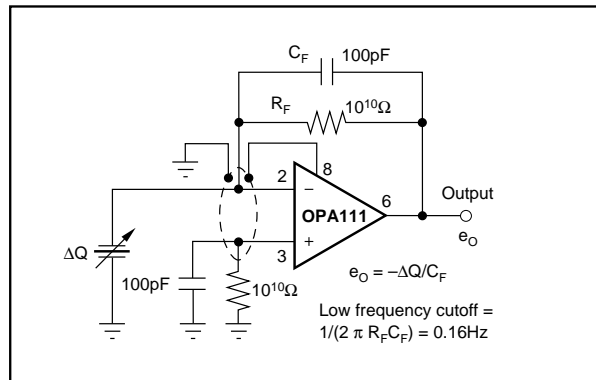 C_F 100pF
R_F 10^10Ω
8
2 − 6 Output
OPA111
e_O
ΔQ
3 +
100pF 10^10Ω
e_O = −ΔQ/C_F
Low frequency cutoff =
1/(2 π R_FC_F) = 0.16Hz